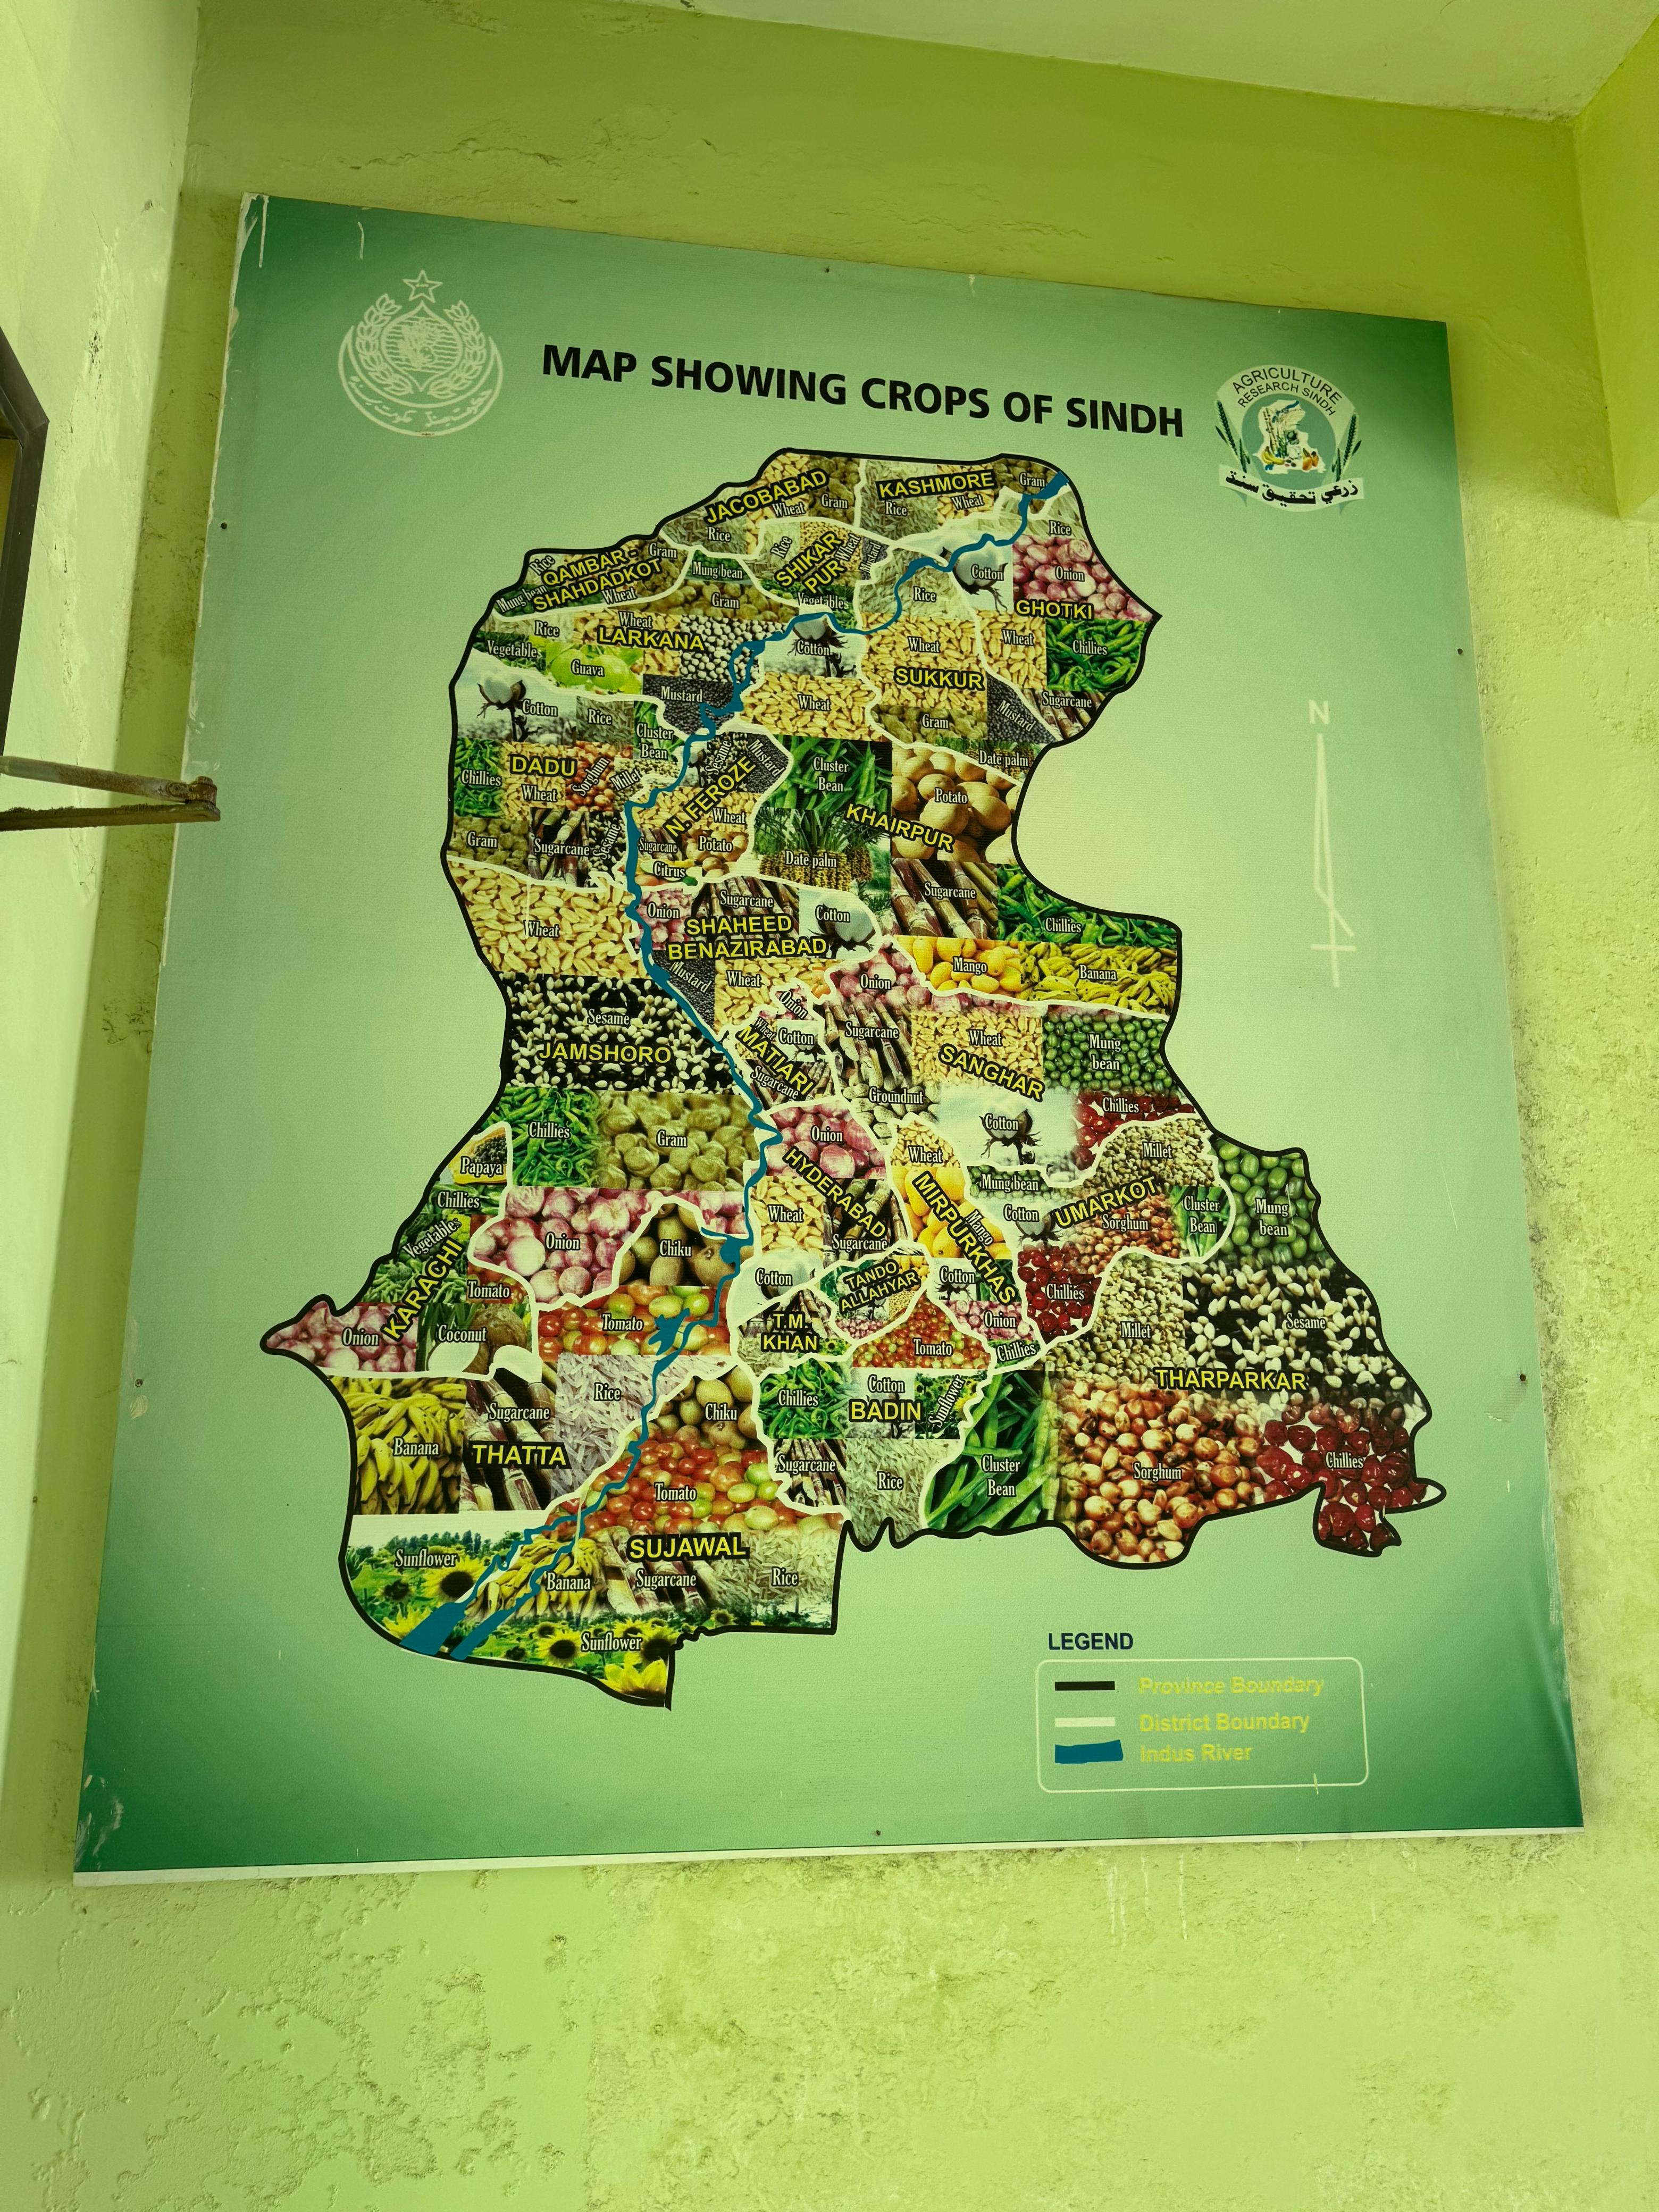 MAP SHOWING CROPS OF SINDH
AGRICULTURE
RESEARCH SINDH
زرعي تحقيق سنڌ
JACOBABAD
Wheat
Gram
Rice
KASHMORE
Rice
Wheat
Gram
QAMBAR-
SHAHDADKOT
Rice
Gram
Mung bean
Wheat
SHIKAR
PUR
Rice
Wheat
Mustard
Vegetables
Mung bean
Gram
Wheat
Rice
LARKANA
Vegetable
Guava
Mustard
Rice
Cotton
Onion
GHOTKI
Wheat
Chillies
Sugarcane
Mustard
Rice
Wheat
SUKKUR
Gram
Cotton
Wheat
Cotton
Rice
Cluster
Bean
Chillies
DADU
Wheat
Sorghum
Millet
Gram
Sugarcane
Sesame
Sesame
Mustard
N. FEROZE
Wheat
Sugarcane
Potato
Citrus
Cluster
Bean
Date palm
Potato
KHAIRPUR
Date palm
Sugarcane
Chillies
Mango
Banana
Onion
Sugarcane
Cotton
SHAHEED
BENAZIRABAD
Mustard
Wheat
Wheat
Sesame
JAMSHORO
Chillies
Gram
Onion
Onion
Wheat
Cotton
MATIARI
Sugarcane
Onion
Sugarcane
Wheat
Mung
bean
SANGHAR
Groundnut
Cotton
Chillies
Papaya
Chillies
Vegetables
KARACHI
Tomato
Onion
Coconut
Chiku
Tomato
Onion
HYDERABAD
Wheat
Sugarcane
Cotton
Wheat
MIRPURKHAS
Mango
Cotton
Onion
Chillies
Mung bean
Millet
Cotton
UMARKOT
Sorghum
Cluster
Bean
Chillies
TANDO
ALLAHYAR
Tomato
T.M.
KHAN
Mung
bean
Millet
Sesame
THARPARKAR
Sorghum
Chillies
Cluster
Bean
Chillies
Cotton
Sunflower
BADIN
Sugarcane
Rice
Banana
Sugarcane
Rice
THATTA
Sunflower
Chiku
Tomato
SUJAWAL
Banana
Sugarcane
Rice
Sunflower
N
LEGEND
Province Boundary
District Boundary
Indus River